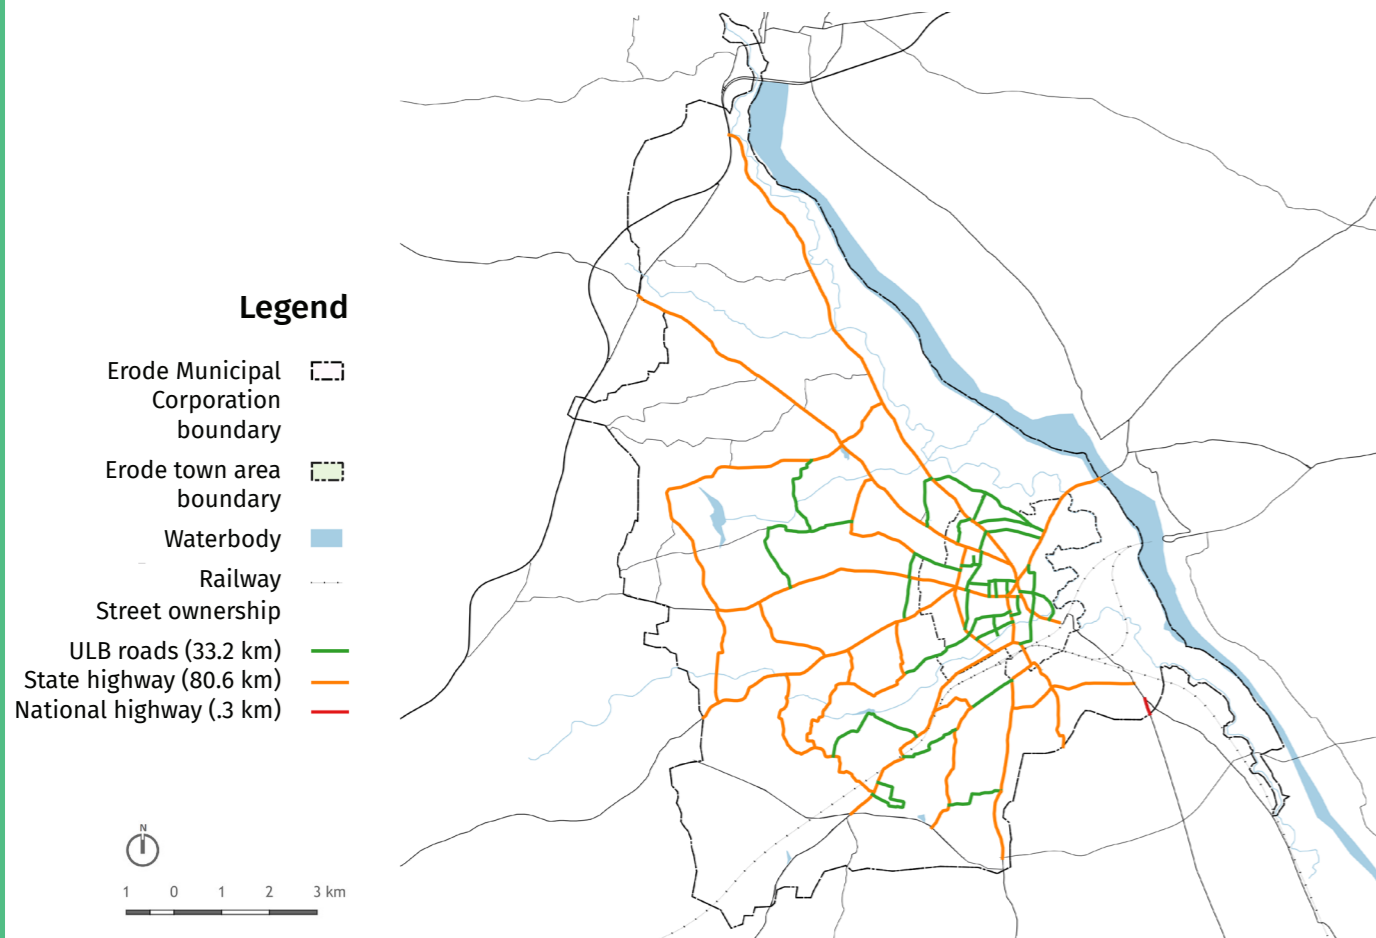 Legend
Erode Municipal
Corporation
boundary
Erode town area
boundary
Waterbody
Railway
Street ownership
ULB roads (33.2 km)
State highway (80.6 km)
National highway (.3 km)
N
1 0 1 2 3 km